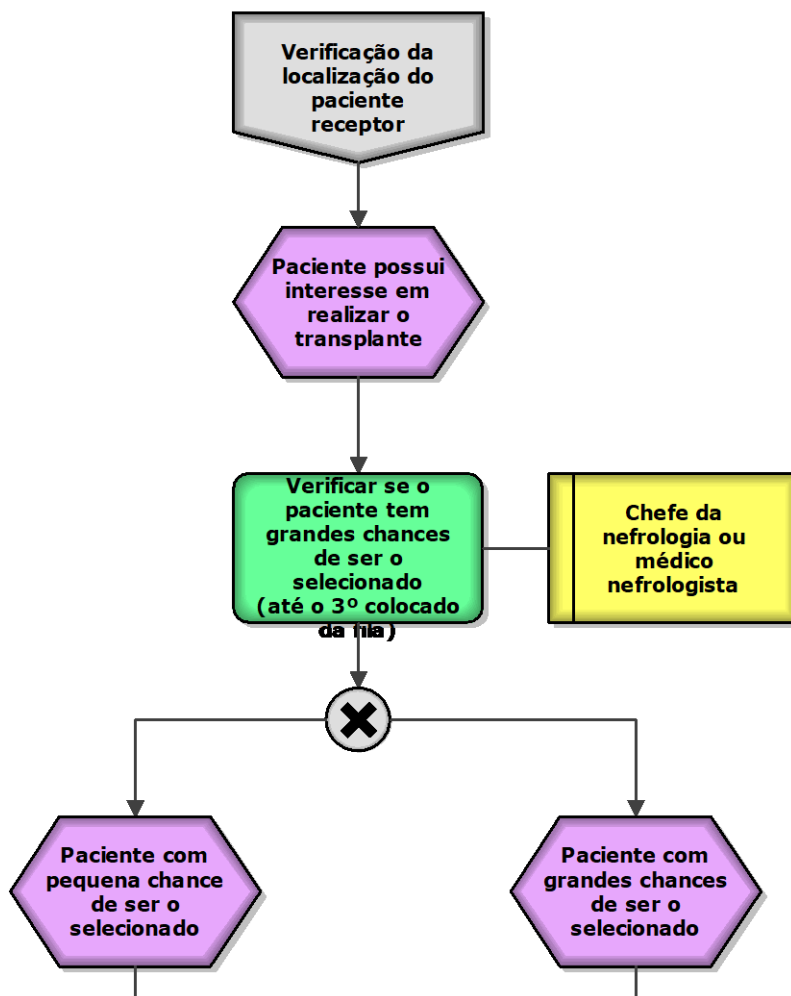 Verificação da
localização do
paciente
receptor
Paciente possui
interesse em
realizar o
transplante
Verificar se o
paciente tem
grandes chances
de ser o
selecionado
(até o 3º colocado
da fila)
Chefe da
nefrologia ou
médico
nefrologista
Paciente com
pequena chance
de ser o
selecionado
Paciente com
grandes chances
de ser o
selecionado